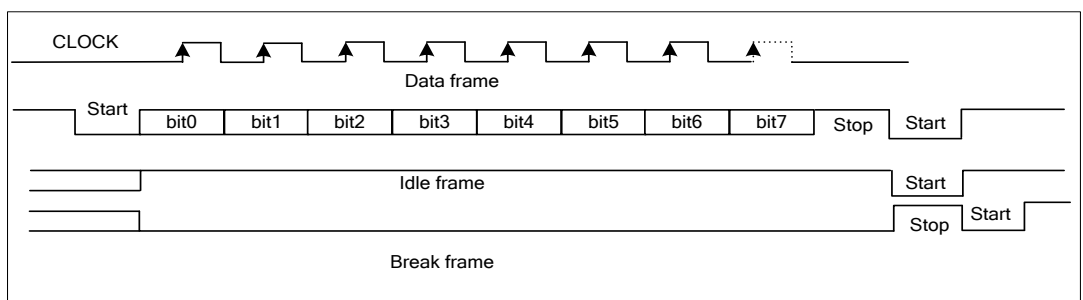 CLOCK
Data frame
Start bit0 bit1 bit2 bit3 bit4 bit5 bit6 bit7 Stop Start
Idle frame Start
Stop Start
Break frame